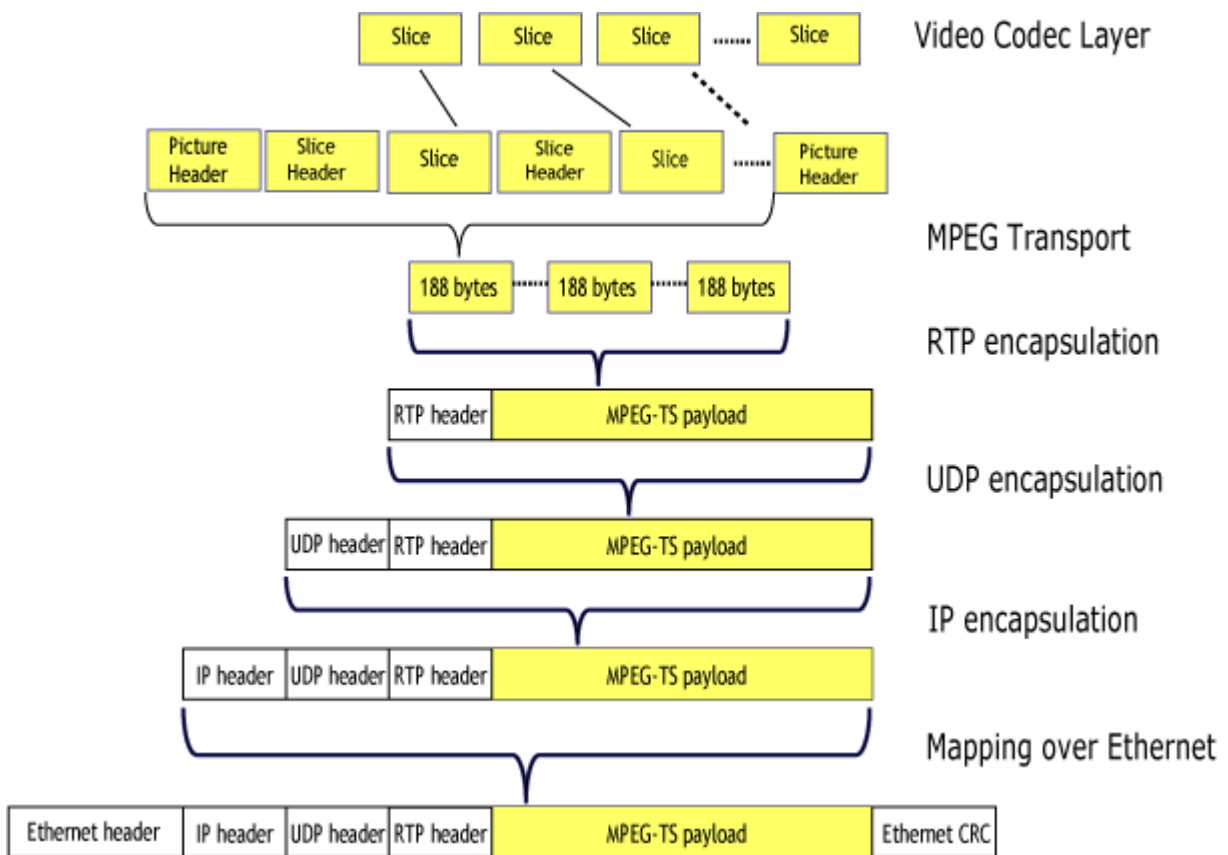 Slice Slice Slice Slice Video Codec Layer
Picture Header Slice Header Slice Slice Header Slice Picture Header
MPEG Transport
188 bytes 188 bytes 188 bytes
RTP encapsulation
RTP header MPEG-TS payload
UDP encapsulation
UDP header RTP header MPEG-TS payload
IP encapsulation
IP header UDP header RTP header MPEG-TS payload
Mapping over Ethernet
Ethernet header IP header UDP header RTP header MPEG-TS payload Ethernet CRC